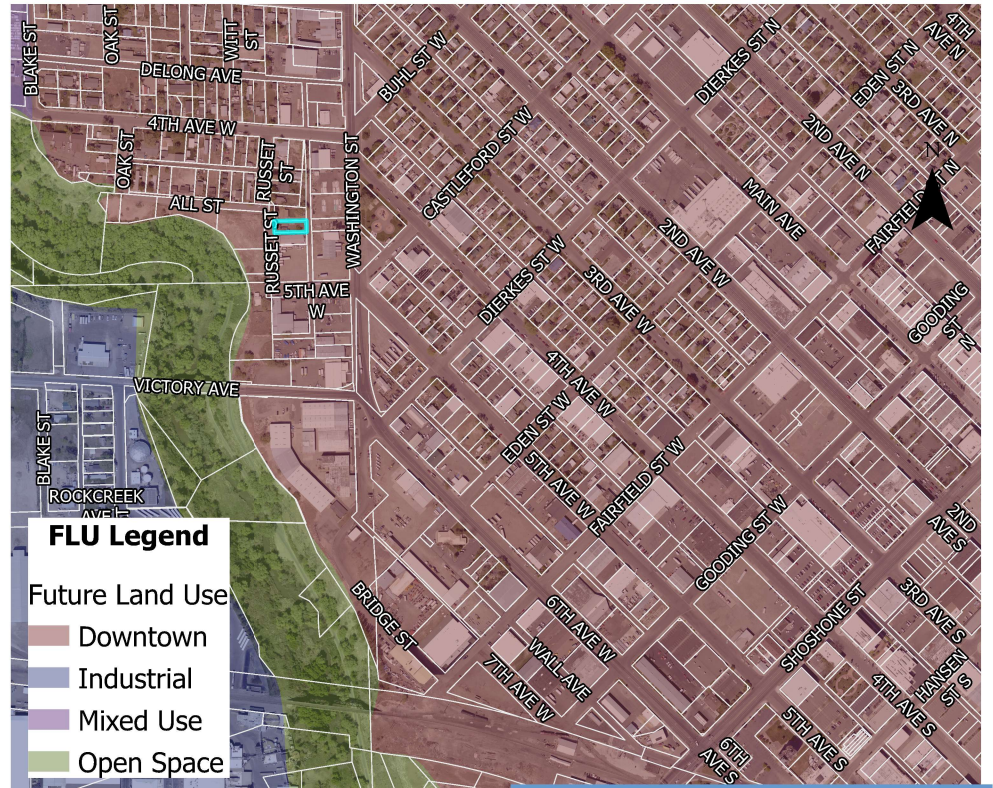 BLAKE ST
OAK ST
WITT
ST
DELONG AVE
BUHL ST W
DIERKES ST N
EDEN ST N
4TH
AVE N
3RD AVE N
2ND AVE N
4TH AVE W
OAK ST
RUSSET
ST
WASHINGTON ST
CASTLEFORD ST W
MAIN AVE
N
FAIRFIELD ST N
ALL ST
RUSSET ST
2ND AVE W
DIERKES ST W
3RD AVE W
5TH AVE
W
GOODING
ST N
VICTORY AVE
4TH AVE W
BLAKE ST
EDEN ST W
5TH AVE W
FAIRFIELD ST W
ROCKCREEK
GOODING ST W
2ND
AVE S
FLU Legend
Future Land Use
Downtown
Industrial
Mixed Use
Open Space
BRIDGE ST
6TH AVE W
WALL AVE
7TH AVE W
SHOSHONE ST
3RD AVE S
HANSEN
ST S
4TH AVE S
5TH AVE S
6TH
AVE S